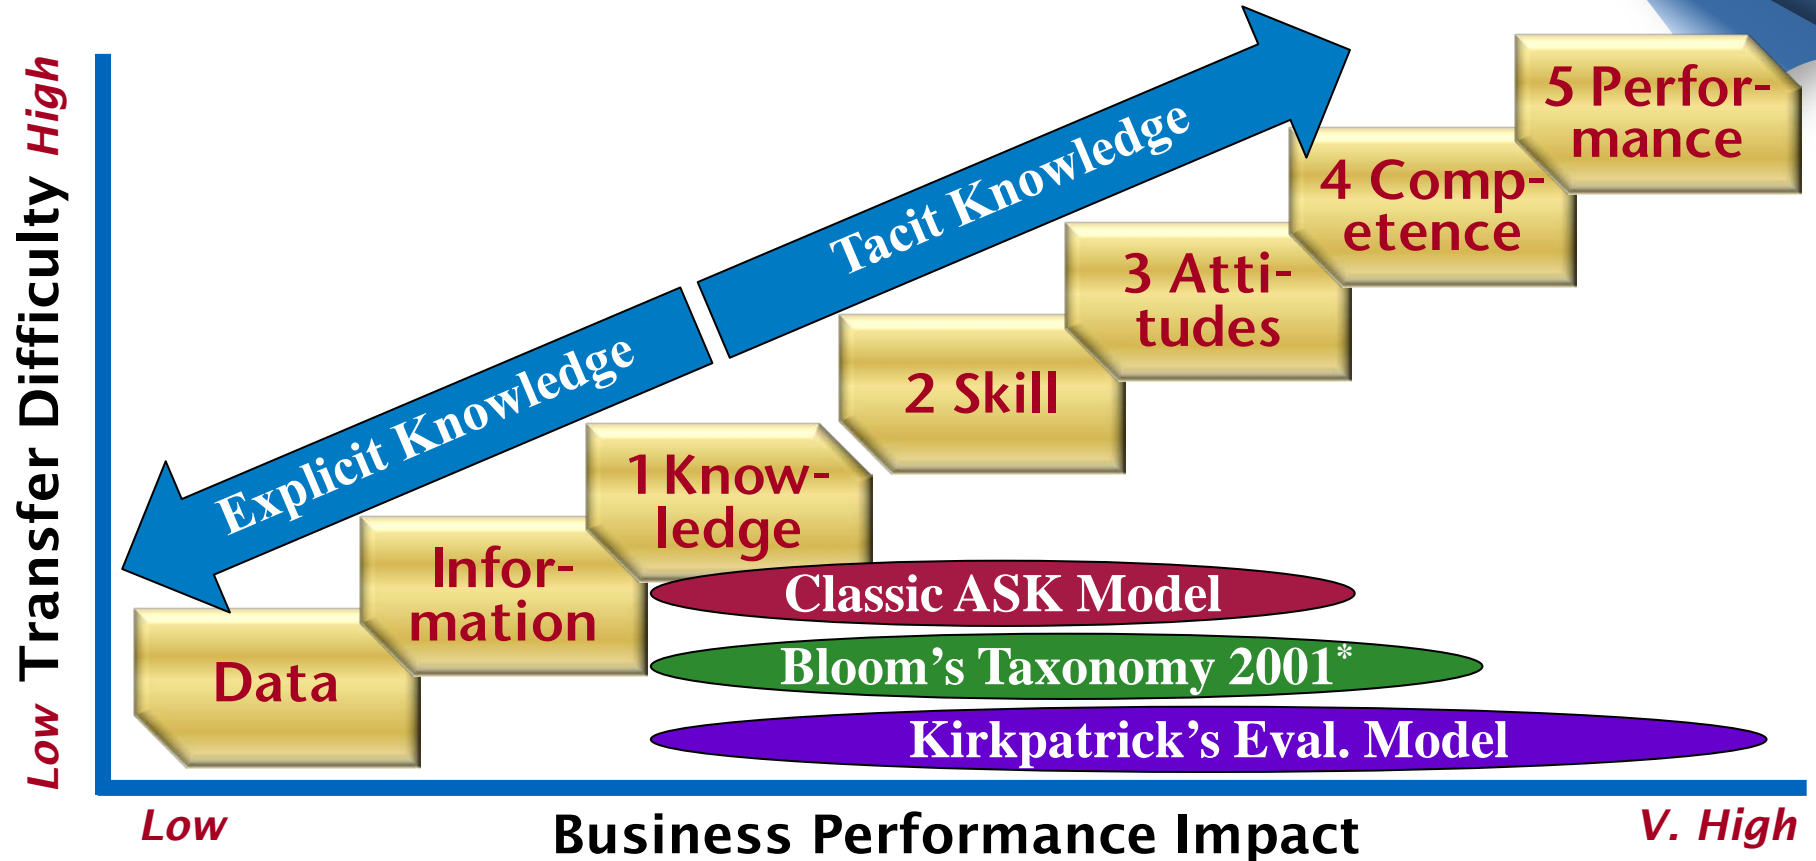 5 Perfor-
mance
4 Comp-
etence
3 Atti-
tudes
2 Skill
1 Know-
ledge
Infor-
mation
Data
Tacit Knowledge
Explicit Knowledge
Classic ASK Model
Bloom's Taxonomy 2001*
Kirkpatrick's Eval. Model
Low Transfer Difficulty High
Low Business Performance Impact V. High